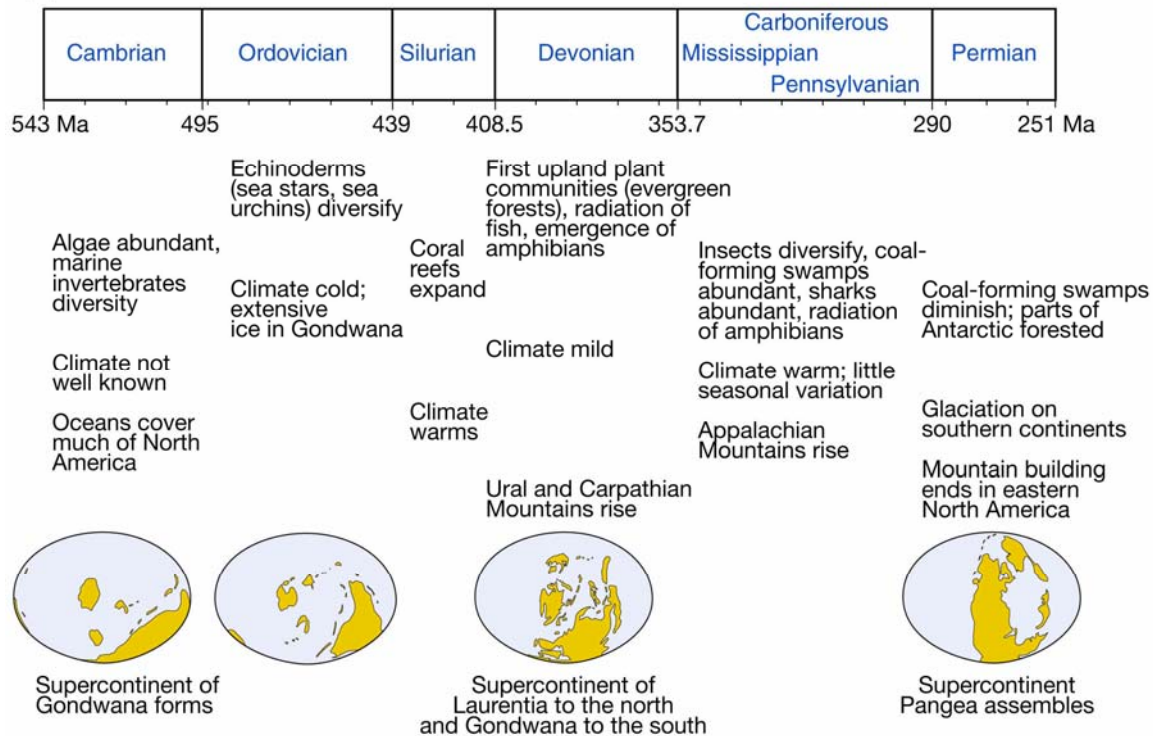 Carboniferous
Cambrian
Ordovician
Silurian
Devonian
Mississippian
Permian
Pennsylvanian
543 Ma
495
439
408.5
353.7
290
251 Ma
Algae abundant,
marine
invertebrates
diversity
Climate not
well known
Oceans cover
much of North
America
Echinoderms
(sea stars, sea
urchins) diversify
Climate cold;
extensive
ice in Gondwana
Coral
reefs
expand
Climate
warms
First upland plant
communities (evergreen
forests), radiation of
fish, emergence of
amphibians
Climate mild
Ural and Carpathian
Mountains rise
Insects diversify, coal-
forming swamps
abundant, sharks
abundant, radiation
of amphibians
Climate warm; little
seasonal variation
Appalachian
Mountains rise
Coal-forming swamps
diminish; parts of
Antarctic forested
Glaciation on
southern continents
Mountain building
ends in eastern
North America
Supercontinent of
Gondwana forms
Supercontinent of
Laurentia to the north
and Gondwana to the south
Supercontinent
Pangea assembles